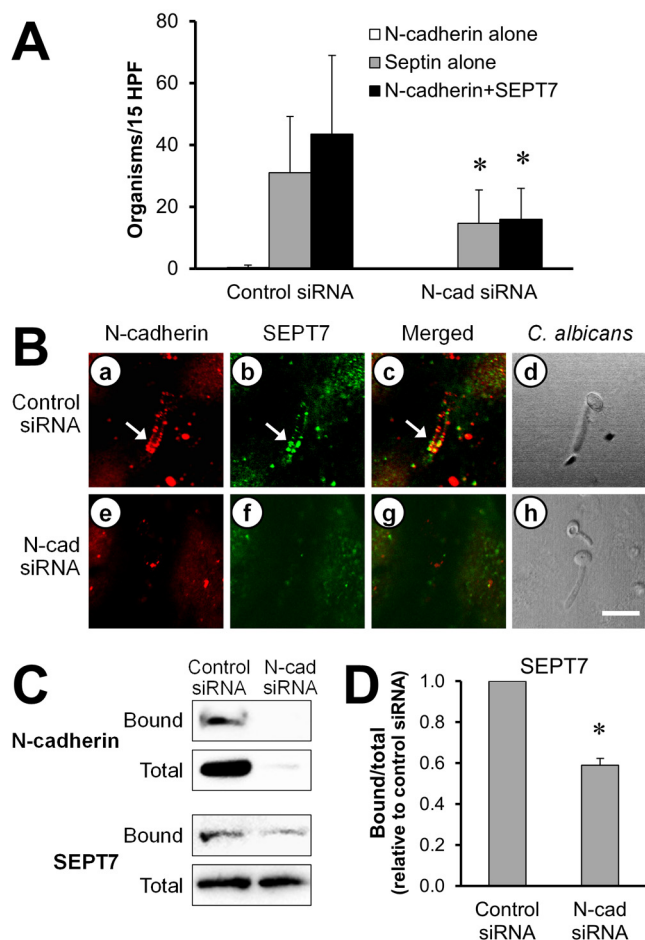 A
Organisms/15 HPF
80
60
40
20
0
N-cadherin alone
Septin alone
N-cadherin+SEPT7
*
*
Control siRNA
N-cad siRNA
B
N-cadherin
SEPT7
Merged
C. albicans
Control
siRNA
a
b
c
d
N-cad
siRNA
e
f
g
h
C
Control
siRNA
N-cad
siRNA
N-cadherin
Bound
Total
SEPT7
Bound
Total
D
SEPT7
Bound/total
(relative to control siRNA)
1.0
0.8
0.6
0.4
0.2
0.0
*
Control
siRNA
N-cad
siRNA